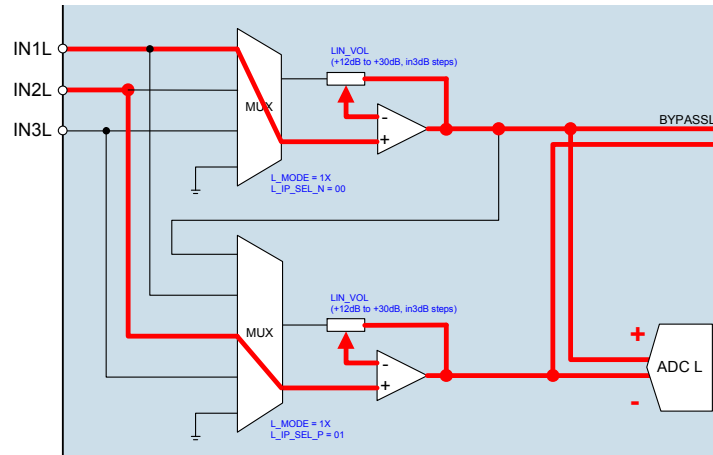 IN1L
IN2L
IN3L
LIN_VOL
(+12dB to +30dB, in3dB steps)
MUX
-
+
BYPASSL
L_MODE = 1X
L_IP_SEL_N = 00
LIN_VOL
(+12dB to +30dB, in3dB steps)
MUX
-
+
+
ADC L
-
L_MODE = 1X
L_IP_SEL_P = 01